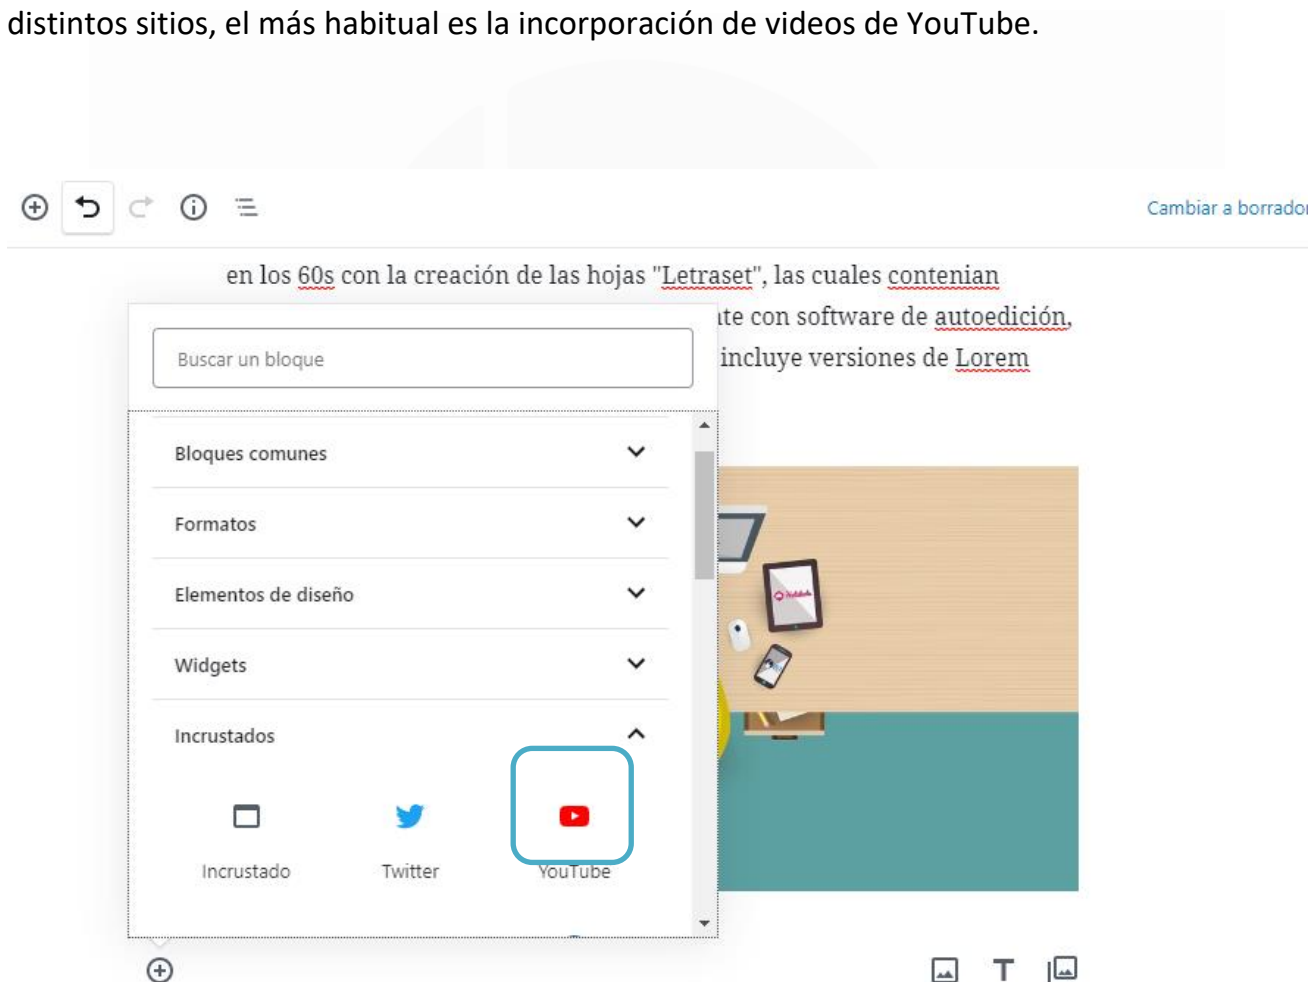 distintos sitios, el más habitual es la incorporación de videos de YouTube.
Cambiar a borrador
en los 60s con la creación de las hojas "Letraset", las cuales contenian
te con software de autoedición,
incluye versiones de Lorem
Buscar un bloque
Bloques comunes
Formatos
Elementos de diseño
Widgets
Incrustados
Incrustado Twitter YouTube